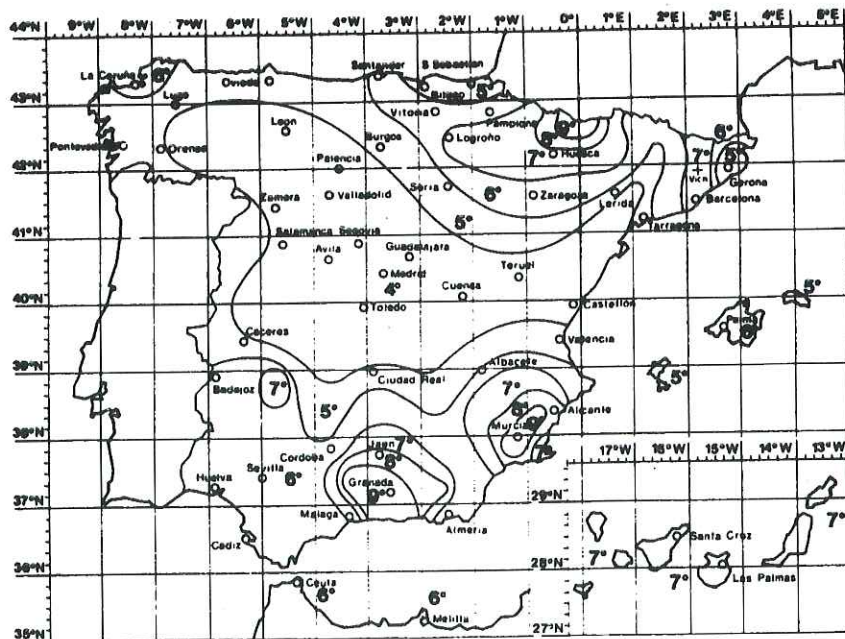 9°W 8°W 7°W 6°W 5°W 4°W 3°W 2°W 1°W 0° 1°E 2°E 3°E 4°E
44°N
Santander S Sebastian
La Coruña 6°
Oviedo
Bilbao 5°
43°N
Lugo
Vitoria Pamplona
Leon
Logroño
6° 7°
Pontevedra Orense Burgos 7° Huesca Vich 5°
42°N
Palencia Gerona
Soria
Zamora Valladolid 6° Zaragoza Lerida Barcelona
5° Tarragona
41°N
Salamanca Segovia
Avila Guadalajara
Madrid Teruel
4° Cuenca
5°
40°N
Toledo Castellón
Palma
6°
Caceres Valencia
39°N
Albacete
Badajoz 7° Ciudad Real 7° 5°
5°
Alicante
Murcia
38°N
Cordoba Jaen 7° 7°
Sevilla
17°W 16°W 15°W 14°W 13°W
Huelva 6° Granada
9°
29°N
37°N
Malaga Almeria
Santa Cruz 7°
Cadiz
7°
28°N
36°N
7° Las Palmas
Ceuta
6° 6°
Melilla
27°N
35°N